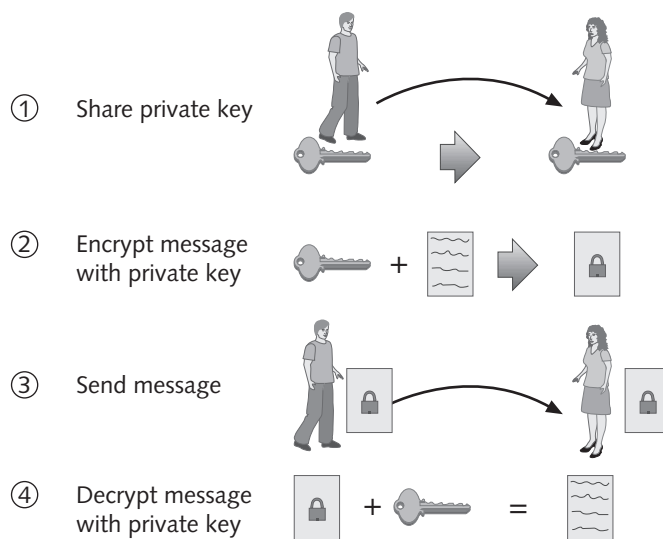 ① Share private key
② Encrypt message
with private key
+
③ Send message
④ Decrypt message
with private key
+ =